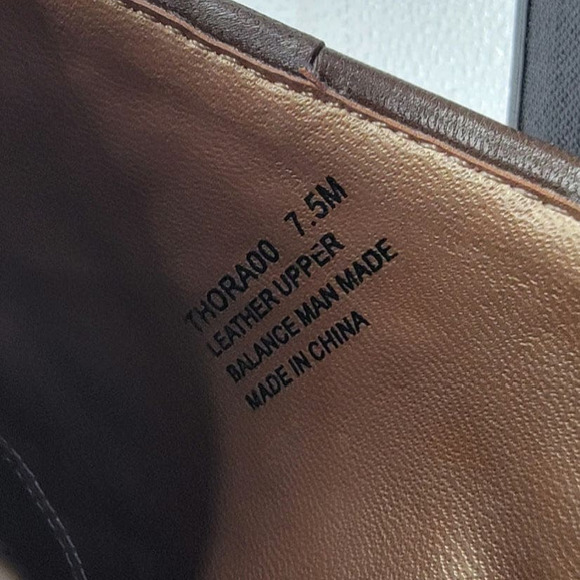 THORA00 7.5M
LEATHER UPPER
BALANCE MAN MADE
MADE IN CHINA